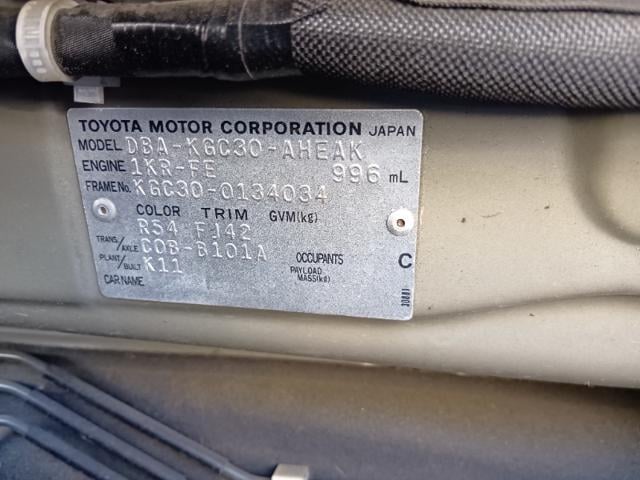 TOYOTA MOTOR CORPORATION JAPAN
MODEL DBA-KGC30-AHEAK
ENGINE 1KR-FE 996 mL
FRAME No. KGC30-0134034
COLOR TRIM GVM(kg)
R54 FJ42
TRANS/AXLE C0B-B101A OCCUPANTS C
PLANT/BUILT K11 PAYLOAD MASS(kg)
CAR NAME